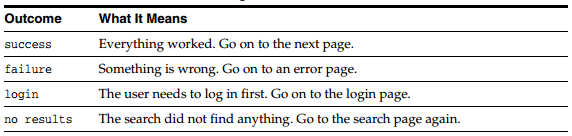 Outcome What It Means
success Everything worked. Go on to the next page.
failure Something is wrong. Go on to an error page.
login The user needs to log in first. Go on to the login page.
no results The search did not find anything. Go to the search page again.